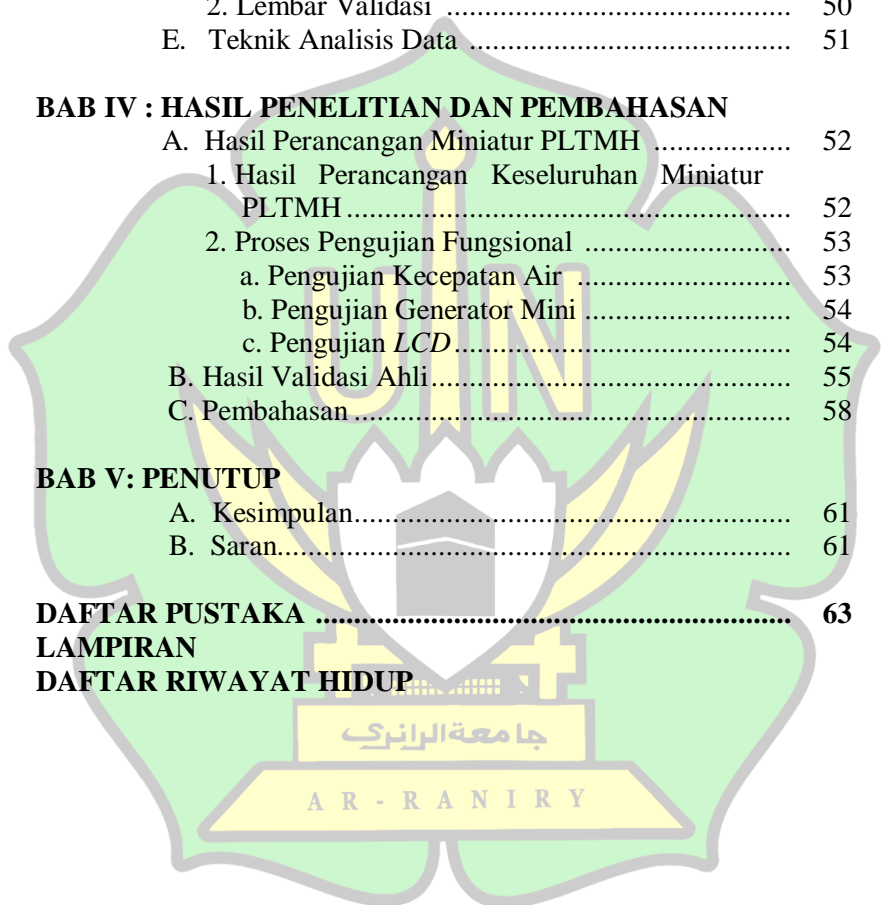 2. Lembar Validasi ............................................. 50
E. Teknik Analisis Data .......................................... 51
BAB IV : HASIL PENELITIAN DAN PEMBAHASAN
A. Hasil Perancangan Miniatur PLTMH .................. 52
1. Hasil Perancangan Keseluruhan Miniatur
PLTMH .......................................................... 52
2. Proses Pengujian Fungsional ........................... 53
a. Pengujian Kecepatan Air ............................ 53
b. Pengujian Generator Mini ........................... 54
c. Pengujian LCD ............................................ 54
B. Hasil Validasi Ahli............................................... 55
C. Pembahasan ......................................................... 58
BAB V: PENUTUP
A. Kesimpulan......................................................... 61
B. Saran................................................................... 61
DAFTAR PUSTAKA .............................................................. 63
LAMPIRAN
DAFTAR RIWAYAT HIDUP
UIN
جامعةالرانري
AR-RANIRY